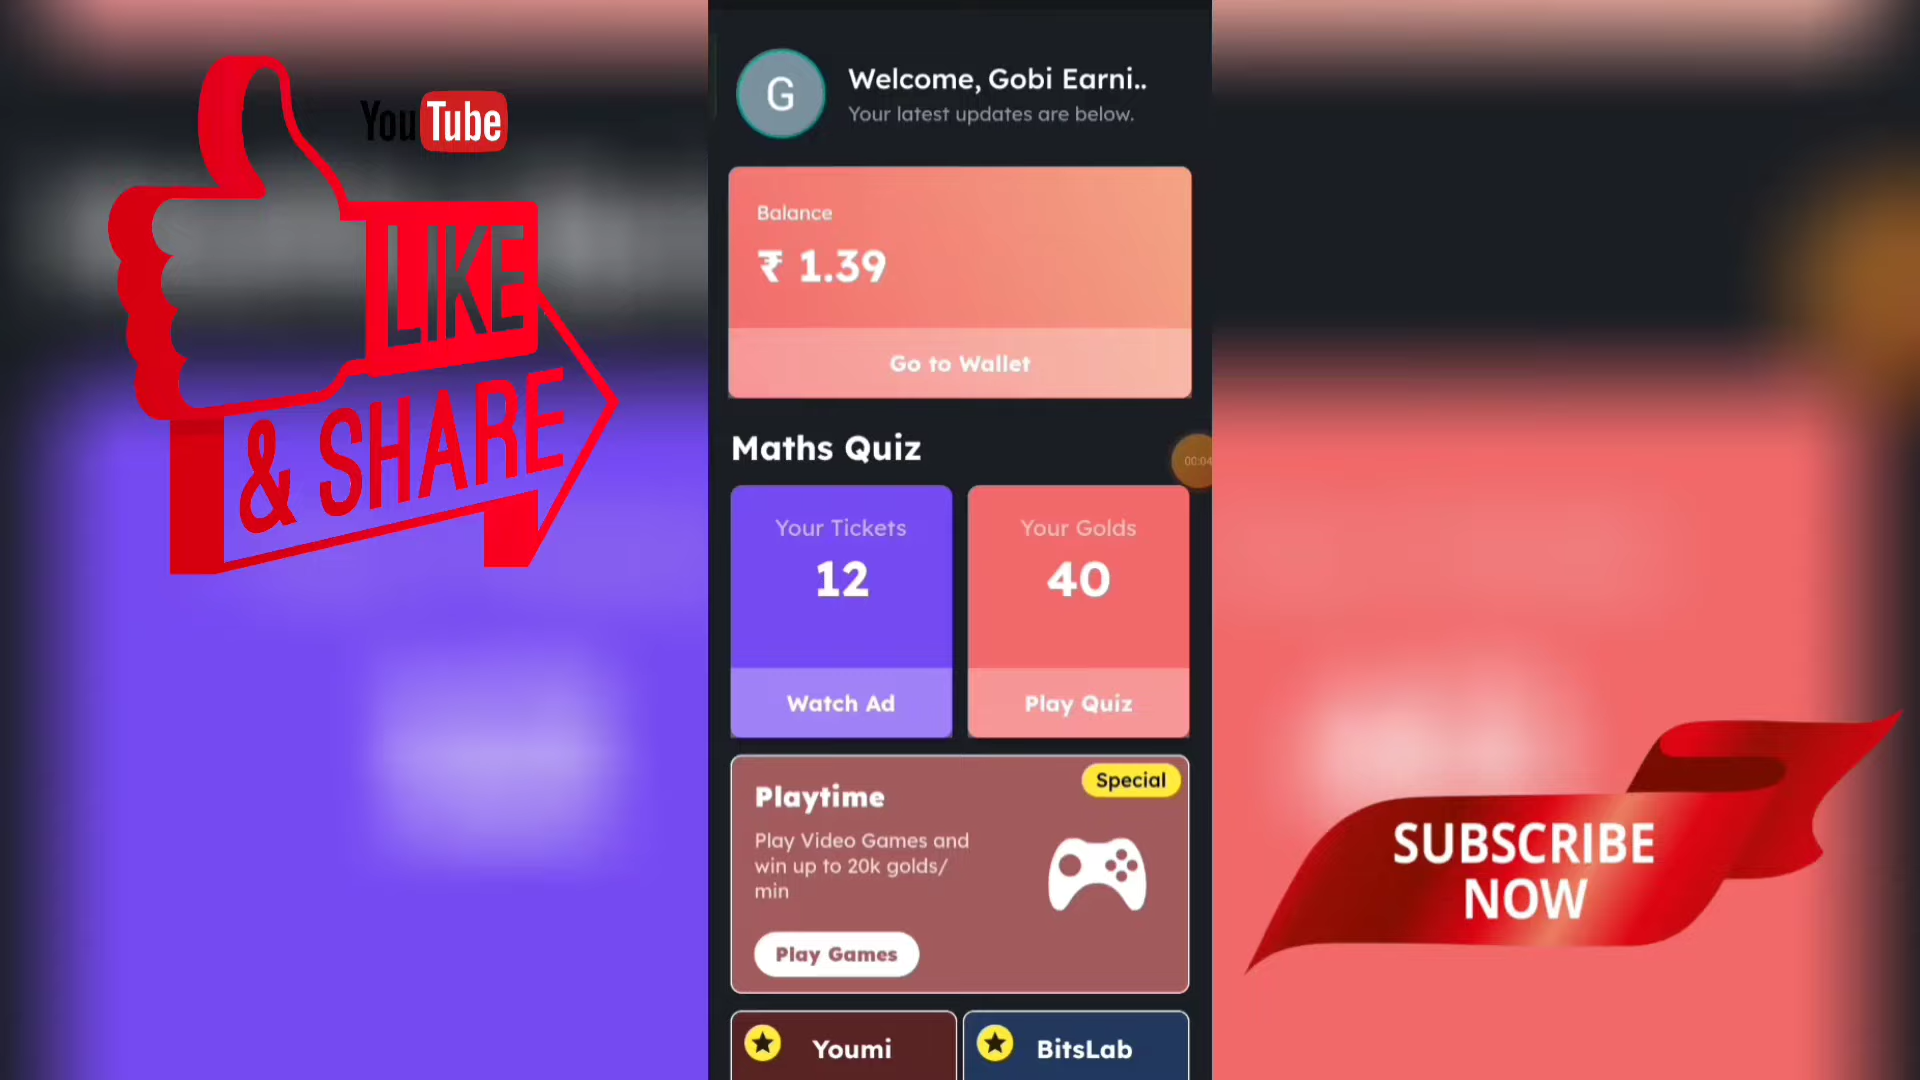 YouTube
LIKE
& SHARE
G
Welcome, Gobi Earni..
Your latest updates are below.
Balance
₹ 1.39
Go to Wallet
Maths Quiz
00:04
Your Tickets
12
Watch Ad
Your Golds
40
Play Quiz
Playtime
Special
Play Video Games and
win up to 20k golds/
min
Play Games
Youmi
BitsLab
SUBSCRIBE
NOW